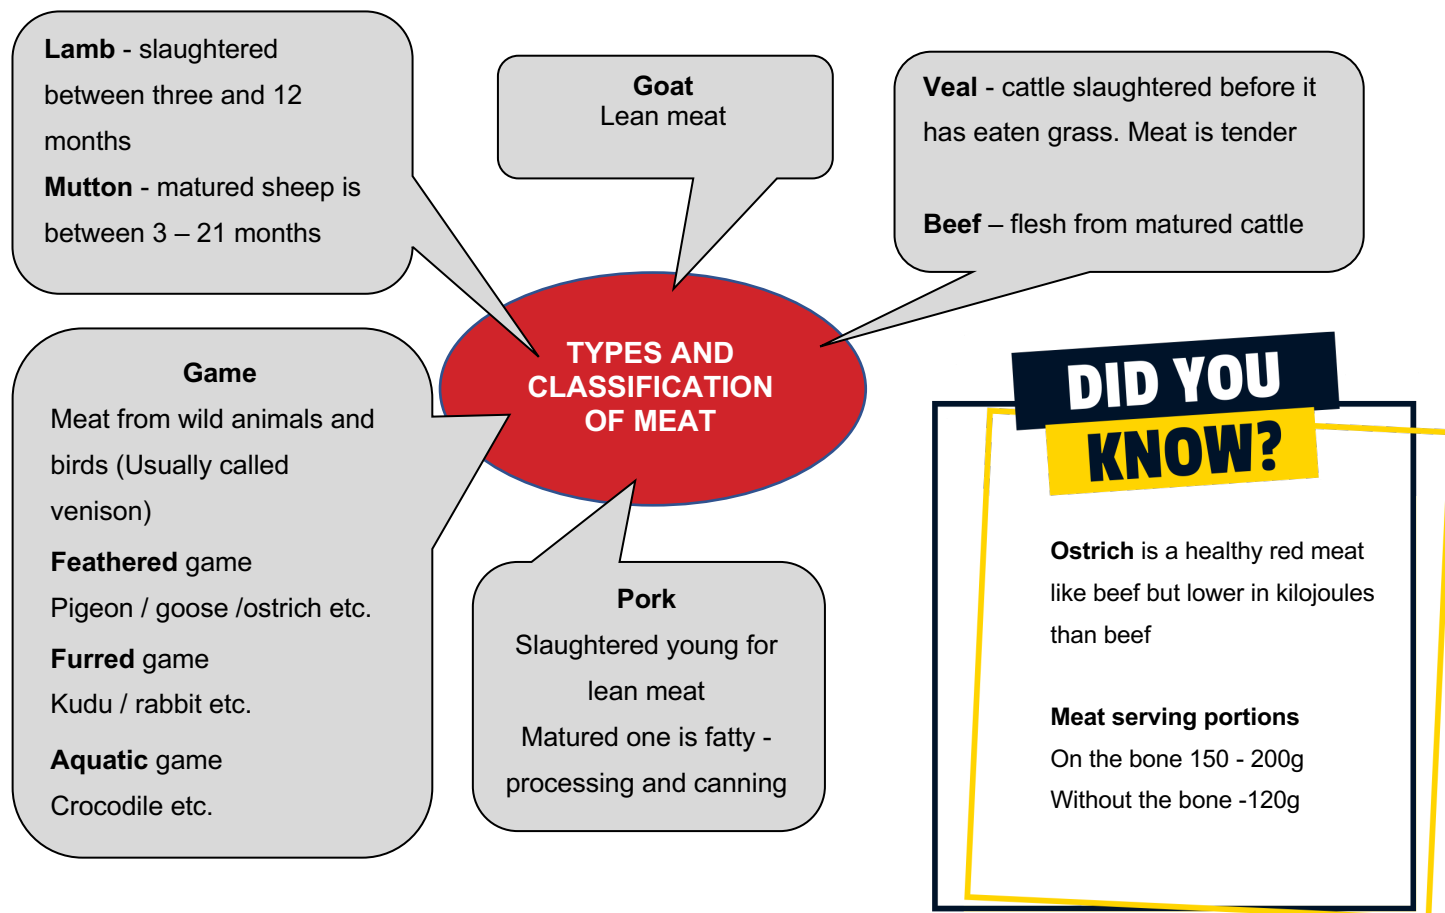 Lamb - slaughtered
between three and 12
months
Mutton - matured sheep is
between 3 – 21 months
Goat
Lean meat
Veal - cattle slaughtered before it
has eaten grass. Meat is tender
Beef – flesh from matured cattle
TYPES AND
CLASSIFICATION
OF MEAT
Game
Meat from wild animals and
birds (Usually called
venison)
Feathered game
Pigeon / goose /ostrich etc.
Furred game
Kudu / rabbit etc.
Aquatic game
Crocodile etc.
Pork
Slaughtered young for
lean meat
Matured one is fatty -
processing and canning
DID YOU
KNOW?
Ostrich is a healthy red meat
like beef but lower in kilojoules
than beef
Meat serving portions
On the bone 150 - 200g
Without the bone -120g